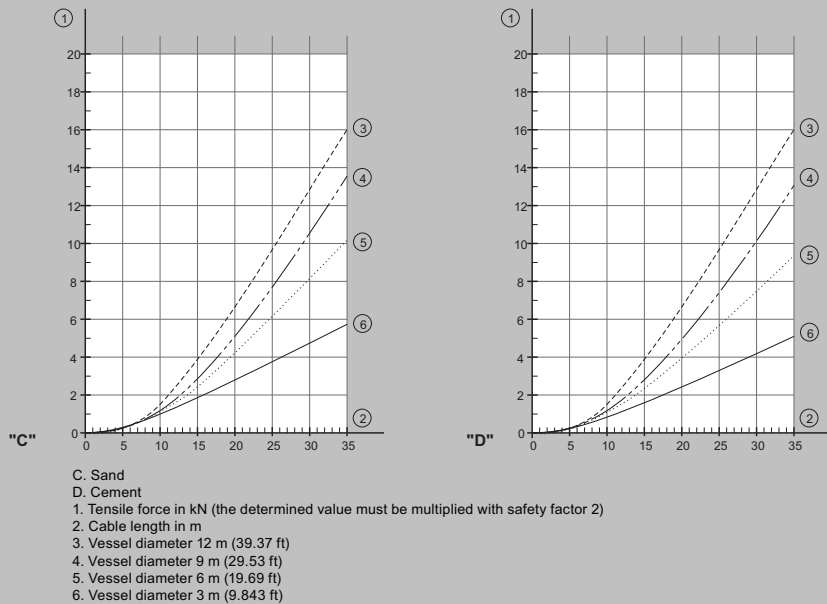 1 1
20 20
18 18
16 16
14 14
12 12
10 10
8 8
6 6
4 4
2 2
0 0
3 3
4 4
5 5
6 6
2 2
"C" 0 5 10 15 20 25 30 35 "D" 0 5 10 15 20 25 30 35
C. Sand
D. Cement
1. Tensile force in kN (the determined value must be multiplied with safety factor 2)
2. Cable length in m
3. Vessel diameter 12 m (39.37 ft)
4. Vessel diameter 9 m (29.53 ft)
5. Vessel diameter 6 m (19.69 ft)
6. Vessel diameter 3 m (9.843 ft)